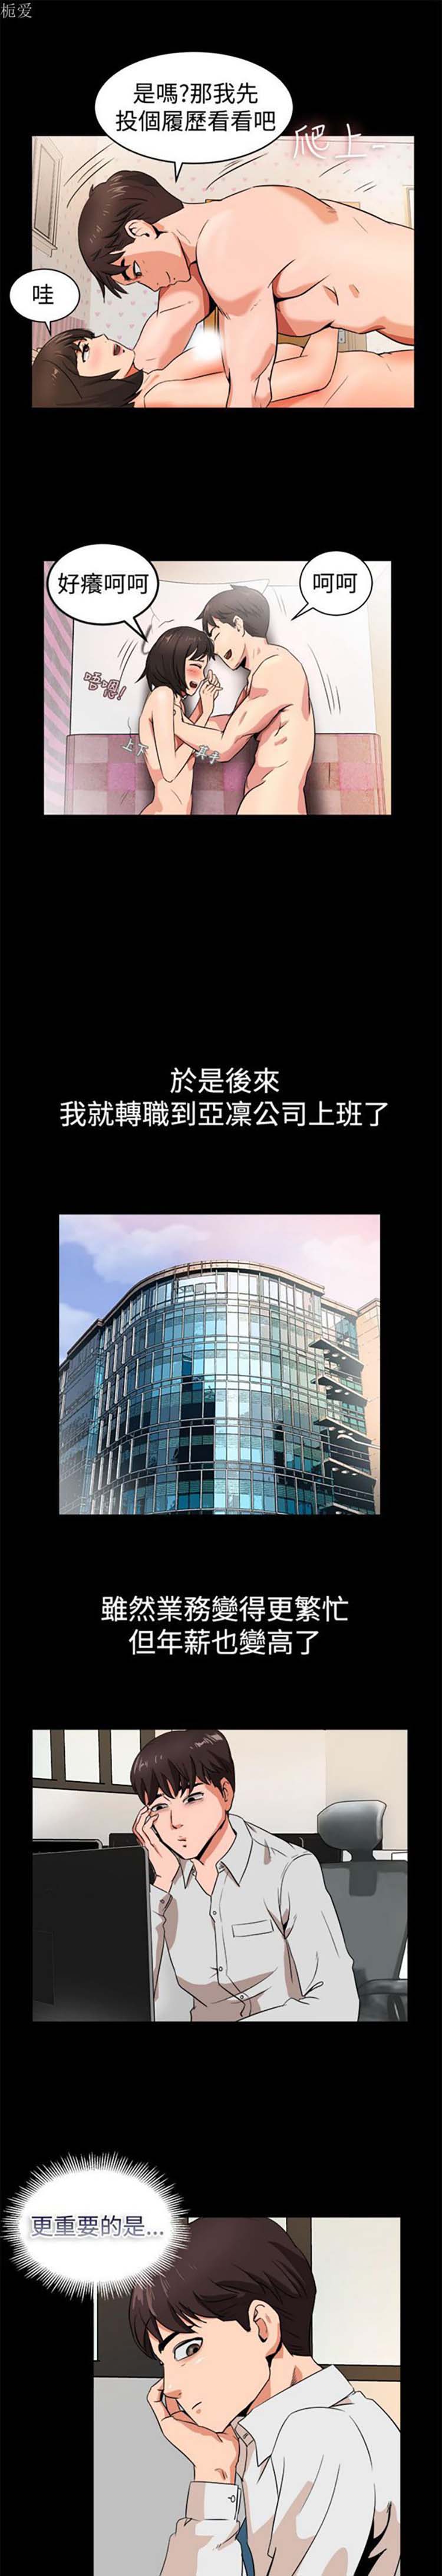 栀爱
是嗎?那我先
投個履歷看看吧
爬上~
哇
好癢呵呵
呵呵
唔嗯!
上下
其手
於是後來
我就轉職到亞凜公司上班了
雖然業務變得更繁忙
但年薪也變高了
更重要的是...